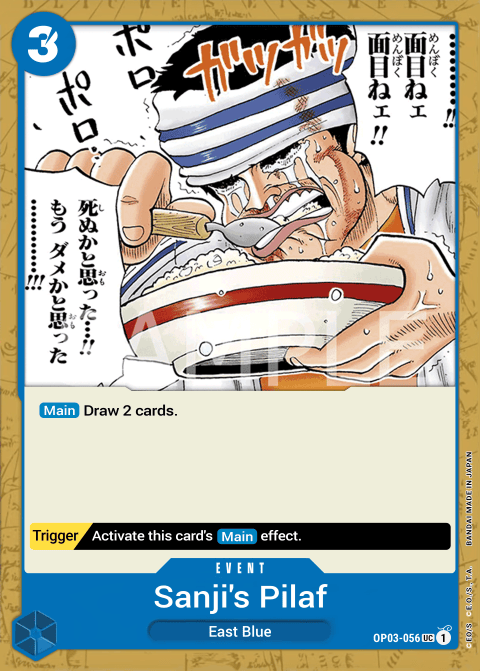 3
ガツガツ
面目ねェ
面目ねェ!!
ポロ
ポロ
死ぬかと思った…!!
もうダメかと思った
…………!!!
SAMPLE
Main Draw 2 cards.
Trigger Activate this card's Main effect.
EVENT
Sanji's Pilaf
East Blue
OP03-056 UC 1
BANDAI MADE IN JAPAN
©E.O./S. ©E.O./S.,T.A.